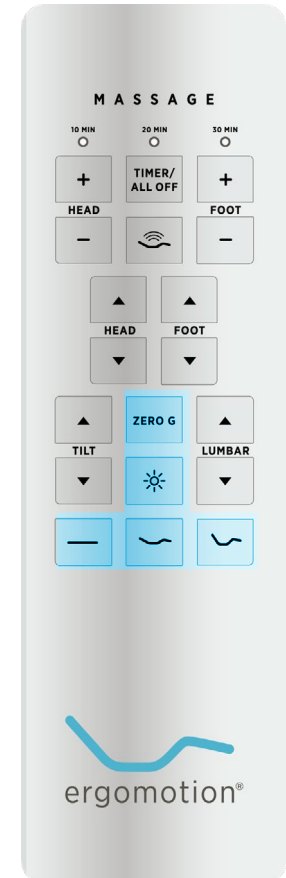 MASSAGE
10 MIN 20 MIN 30 MIN
+ TIMER/ +
ALL OFF
HEAD FOOT
− −
HEAD FOOT
ZERO G
TILT LUMBAR
ergomotion®